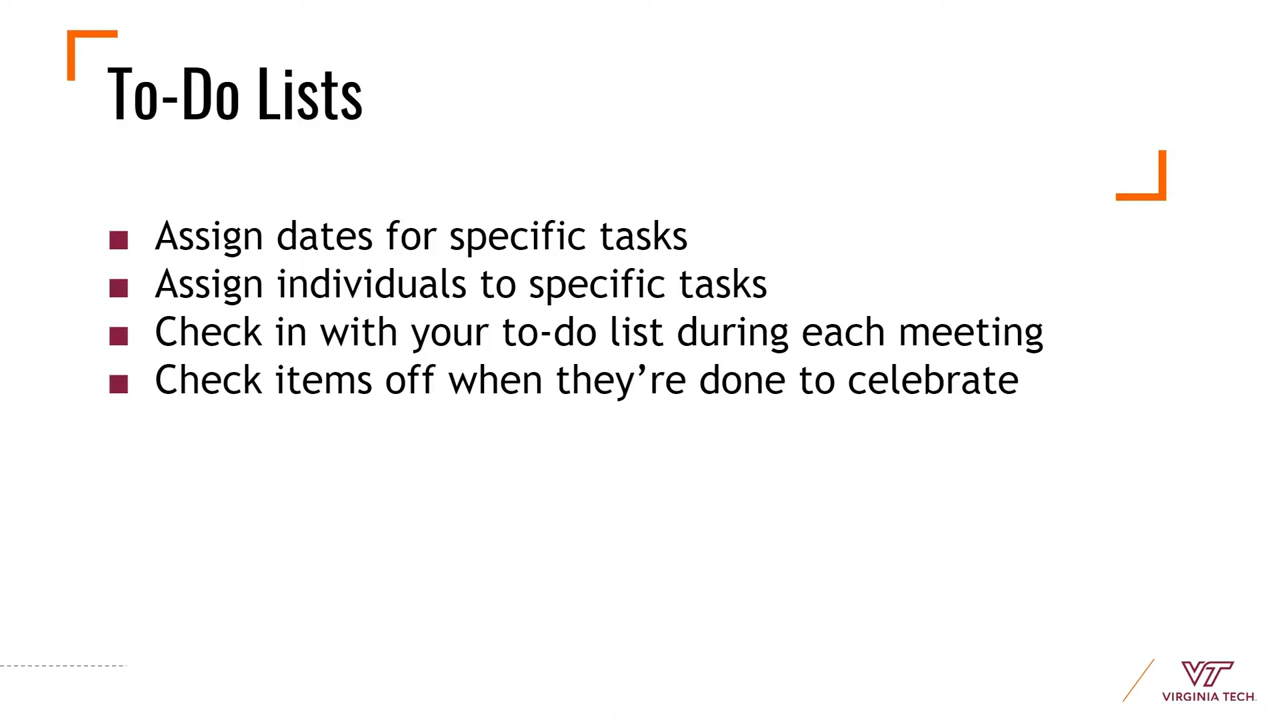 To-Do Lists
■ Assign dates for specific tasks
■ Assign individuals to specific tasks
■ Check in with your to-do list during each meeting
■ Check items off when they’re done to celebrate
VT
VIRGINIA TECH.